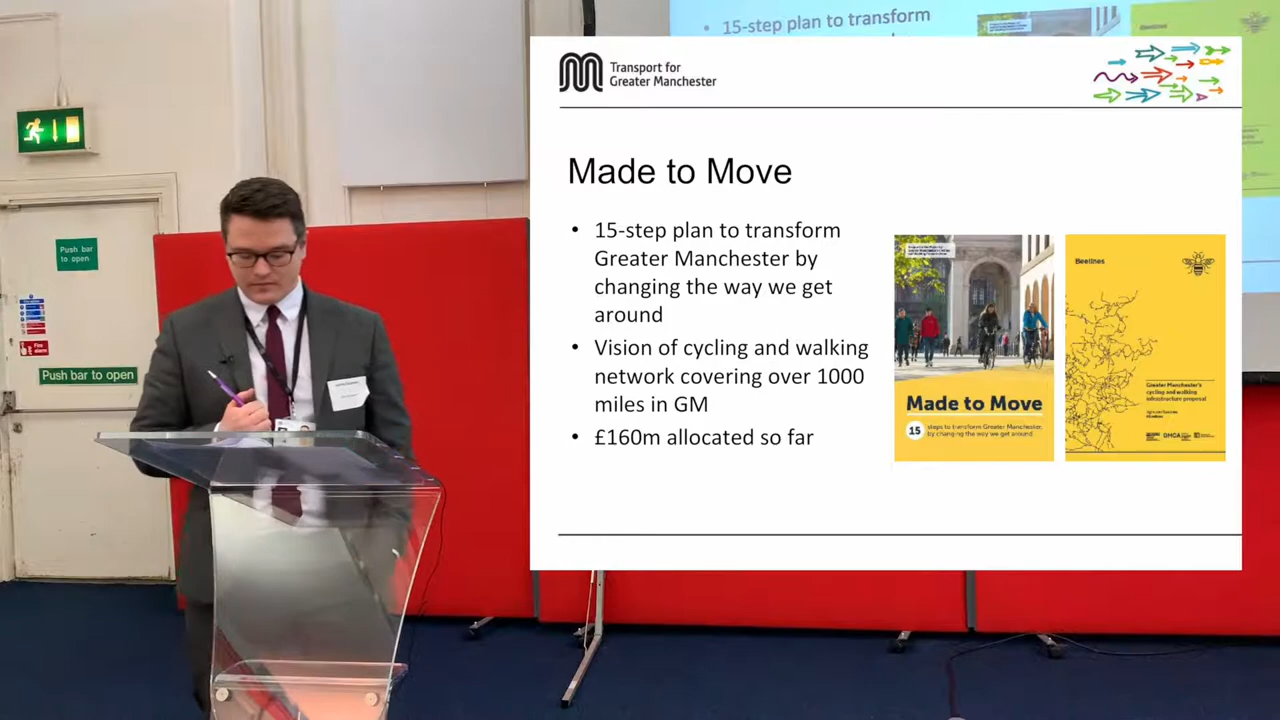 15-step plan to transform
Transport for
Greater Manchester
Made to Move
• 15-step plan to transform
Greater Manchester by
changing the way we get
around
• Vision of cycling and walking
network covering over 1000
miles in GM
• £160m allocated so far
Made to Move
15 steps to transform Greater Manchester,
by changing the way we get around
Beelines
Greater Manchester's
cycling and walking
infrastructure proposal
GMCA
Push bar
to open
Fire
alarm
Push bar to open